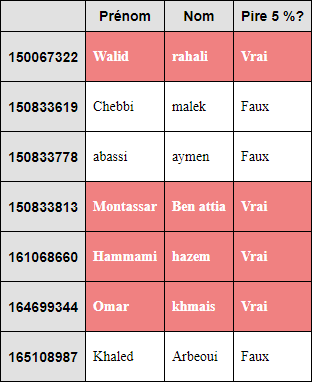 Prénom Nom Pire 5 %?
150067322 Walid rahali Vrai
150833619 Chebbi malek Faux
150833778 abassi aymen Faux
150833813 Montassar Ben attia Vrai
161068660 Hammami hazem Vrai
164699344 Omar khmais Vrai
165108987 Khaled Arbeoui Faux